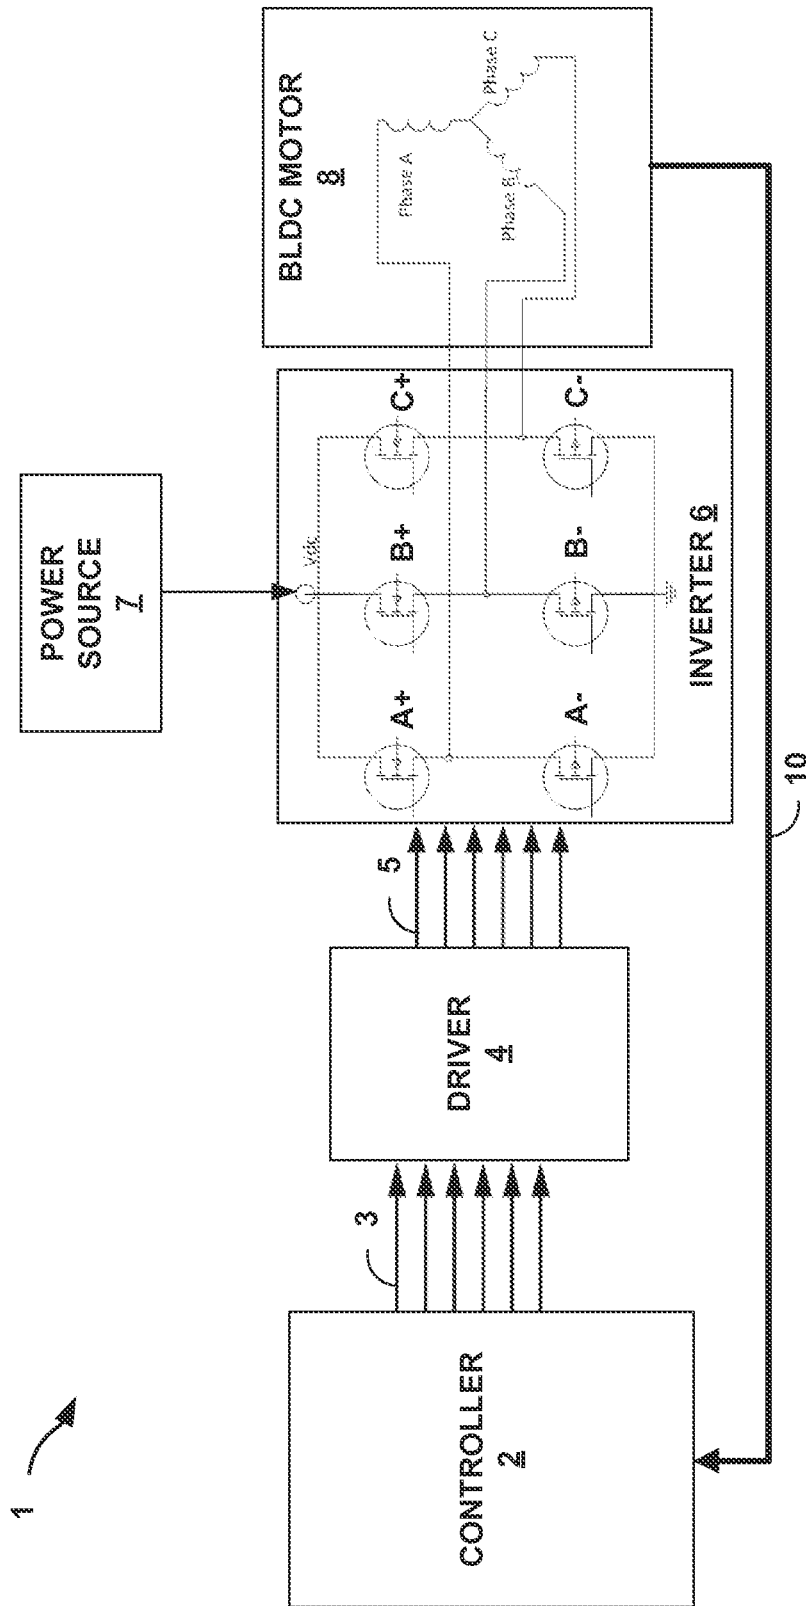 1
CONTROLLER
2
3
DRIVER
4
5
POWER
SOURCE
7
Vdc
A+
B+
C+
A-
B-
C-
INVERTER 6
BLDC MOTOR
8
Phase A
Phase B
Phase C
10